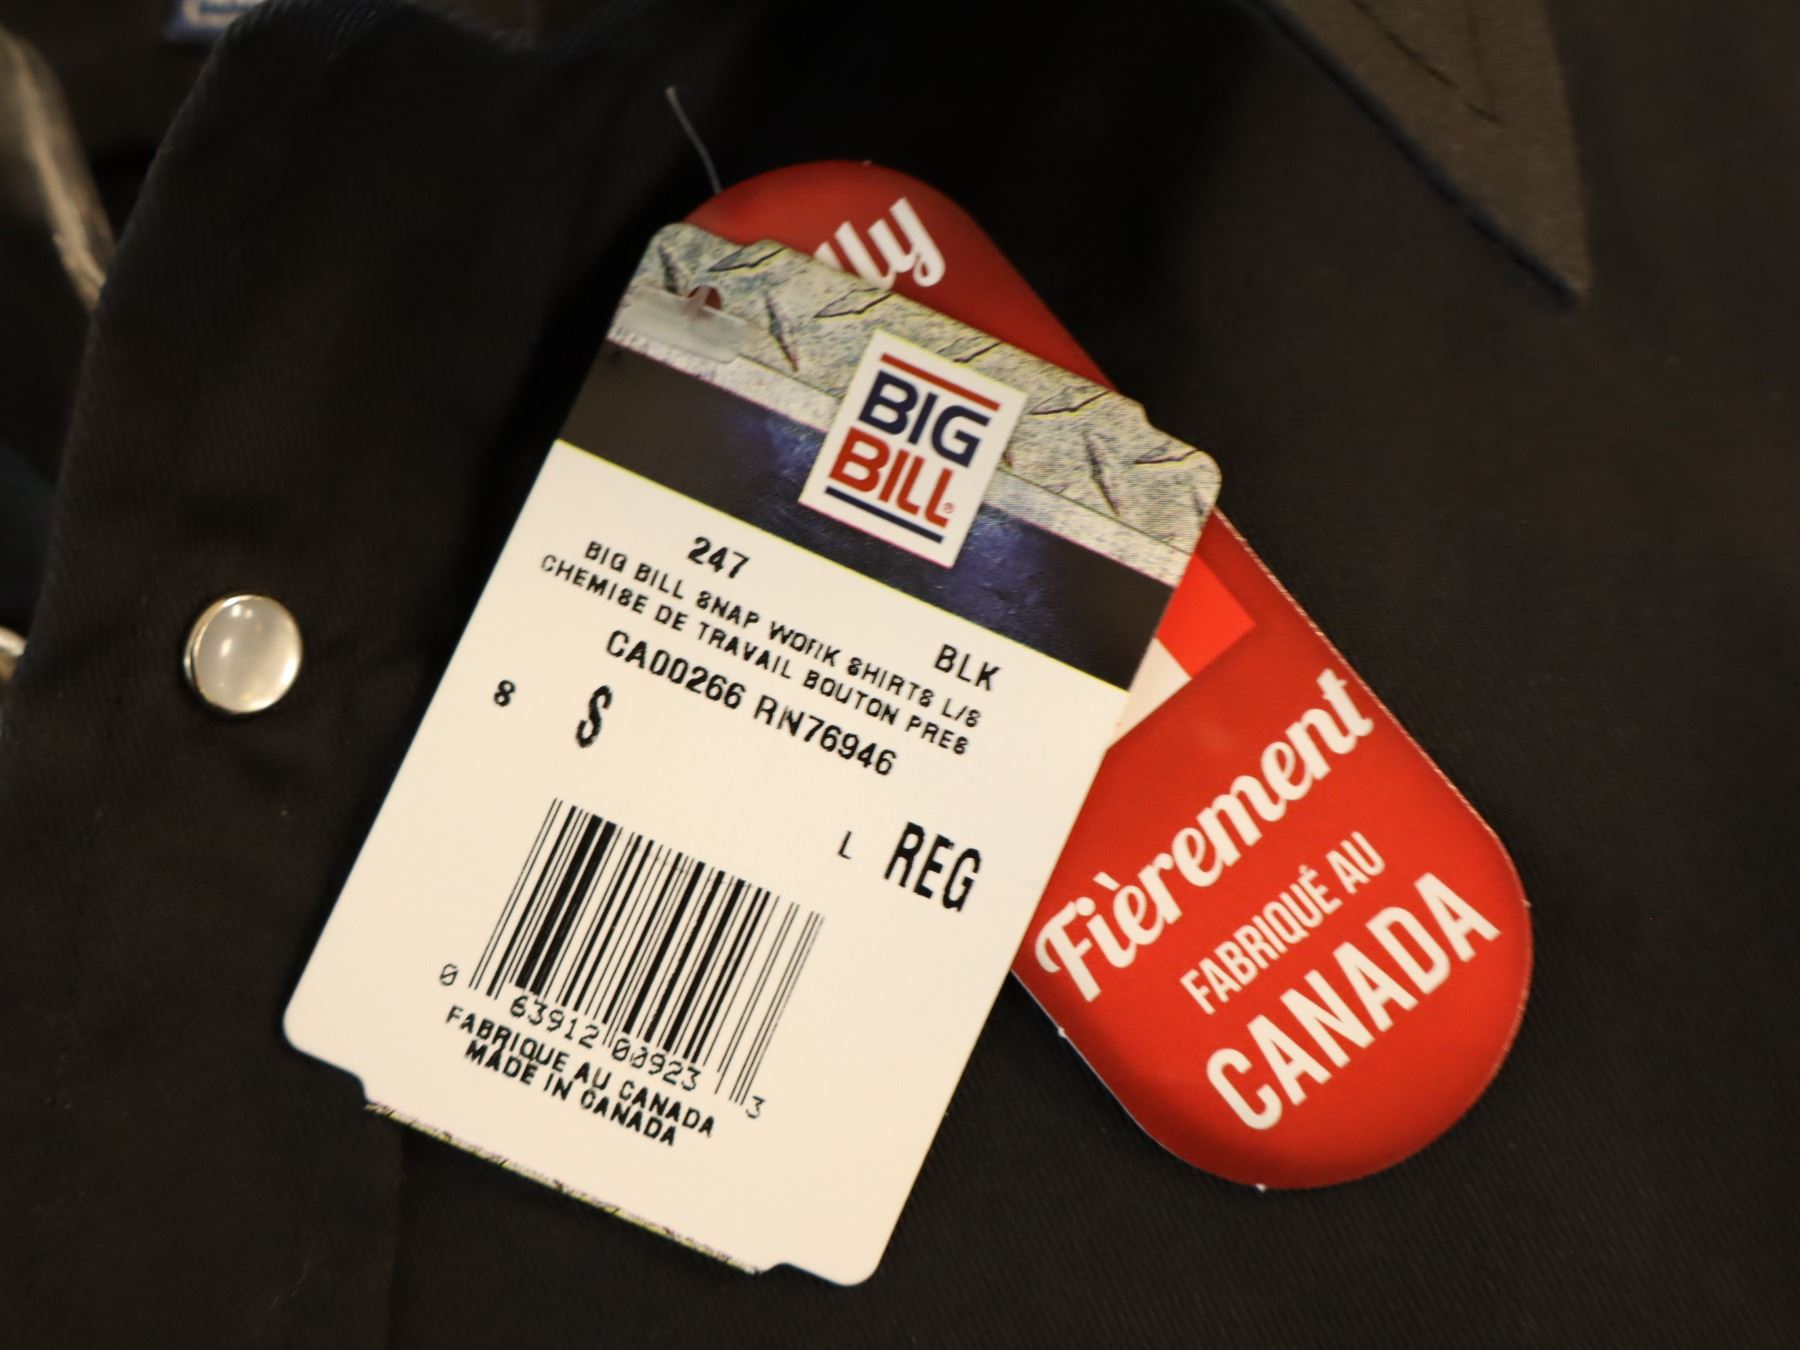 lly
BIG
BILL®
247
BLK
BIG BILL SNAP WORK SHIRTS L/S
CHEMISE DE TRAVAIL BOUTON PRES
CA00266 RN76946
S S
L REG
0 63912 00923 3
FABRIQUE AU CANADA
MADE IN CANADA
Fièrement
FABRIQUÉ AU
CANADA